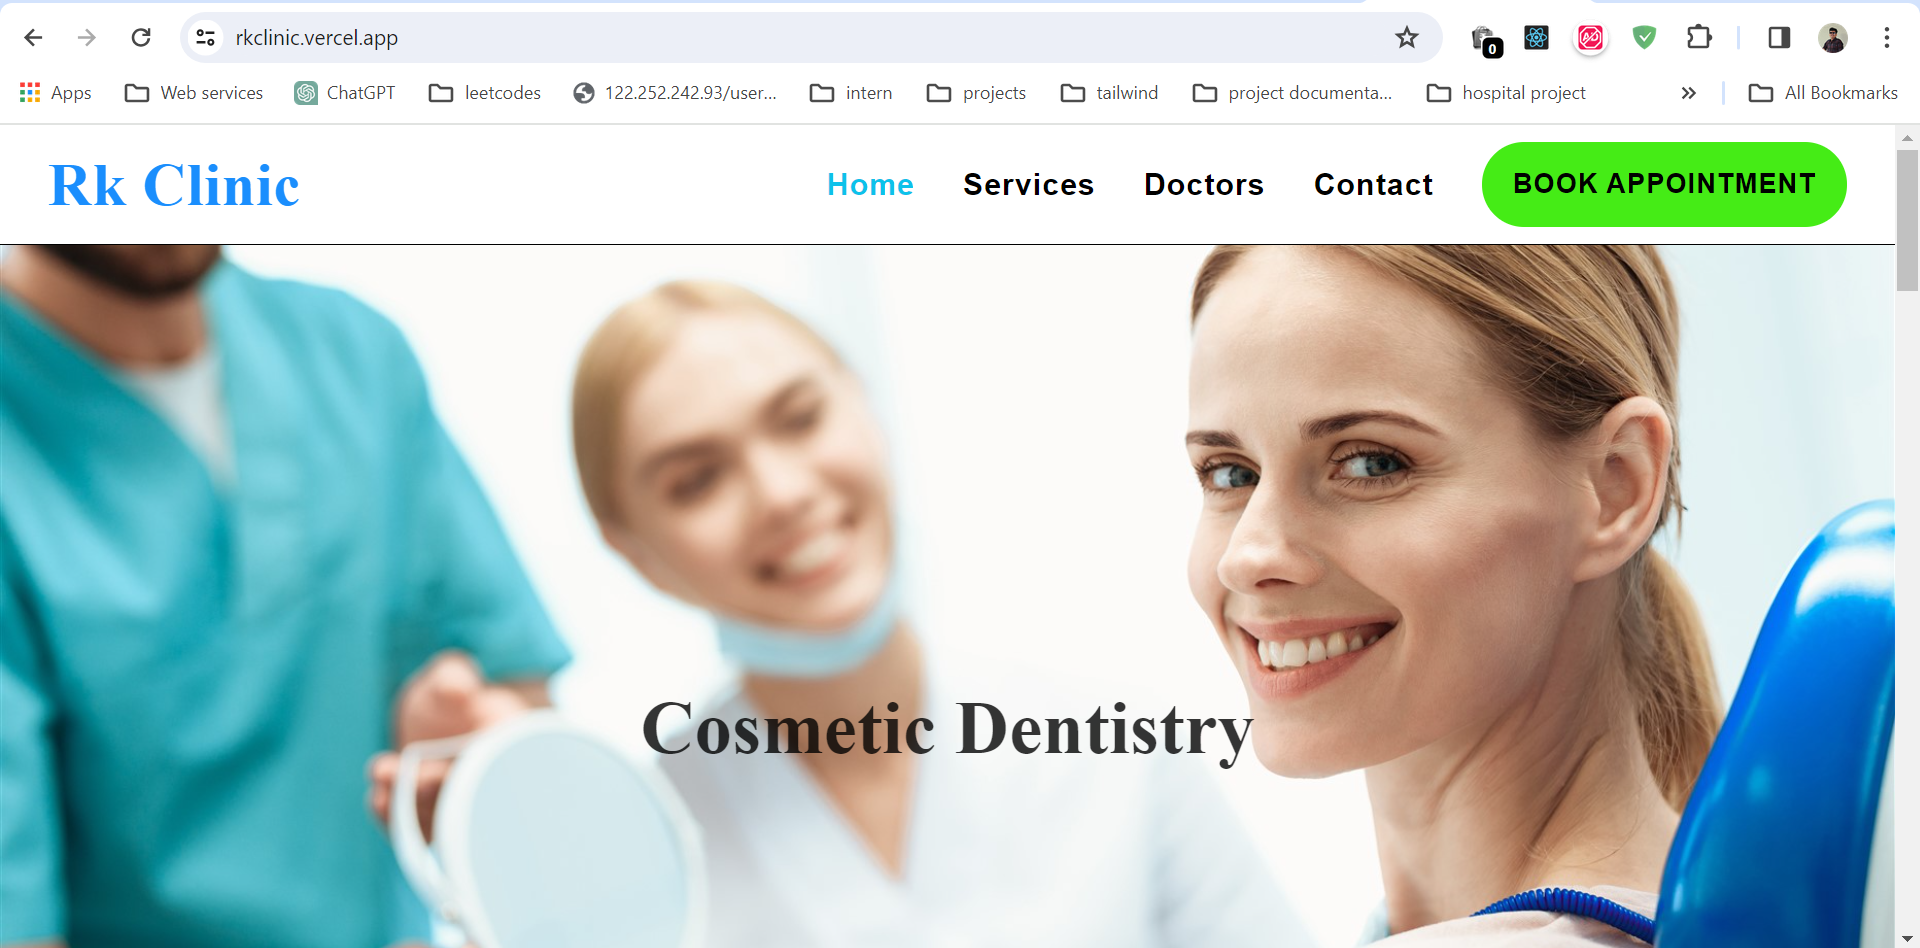 rkclinic.vercel.app
0
Apps Web services ChatGPT leetcodes 122.252.242.93/user... intern projects tailwind project documenta... hospital project » All Bookmarks
Rk Clinic Home Services Doctors Contact BOOK APPOINTMENT
Cosmetic Dentistry